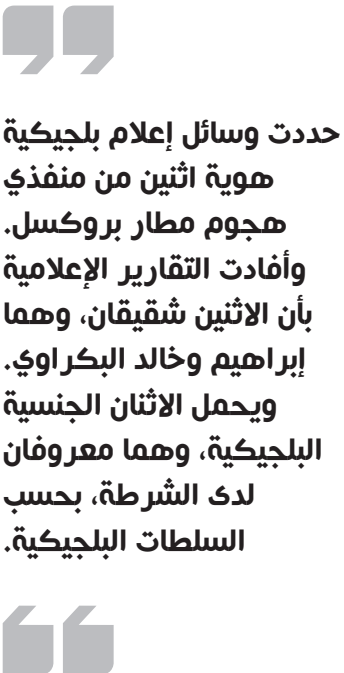 حددت وسائل إعلام بلجيكية
هوية اثنين من منفذي
هجوم مطار بروكسل.
وأفادت التقارير الإعلامية
بأن الاثنين شقيقان، وهما
إبراهيم وخالد البكراوي.
ويحمل الاثنان الجنسية
البلجيكية، وهما معروفان
لدى الشرطة، بحسب
السلطات البلجيكية.